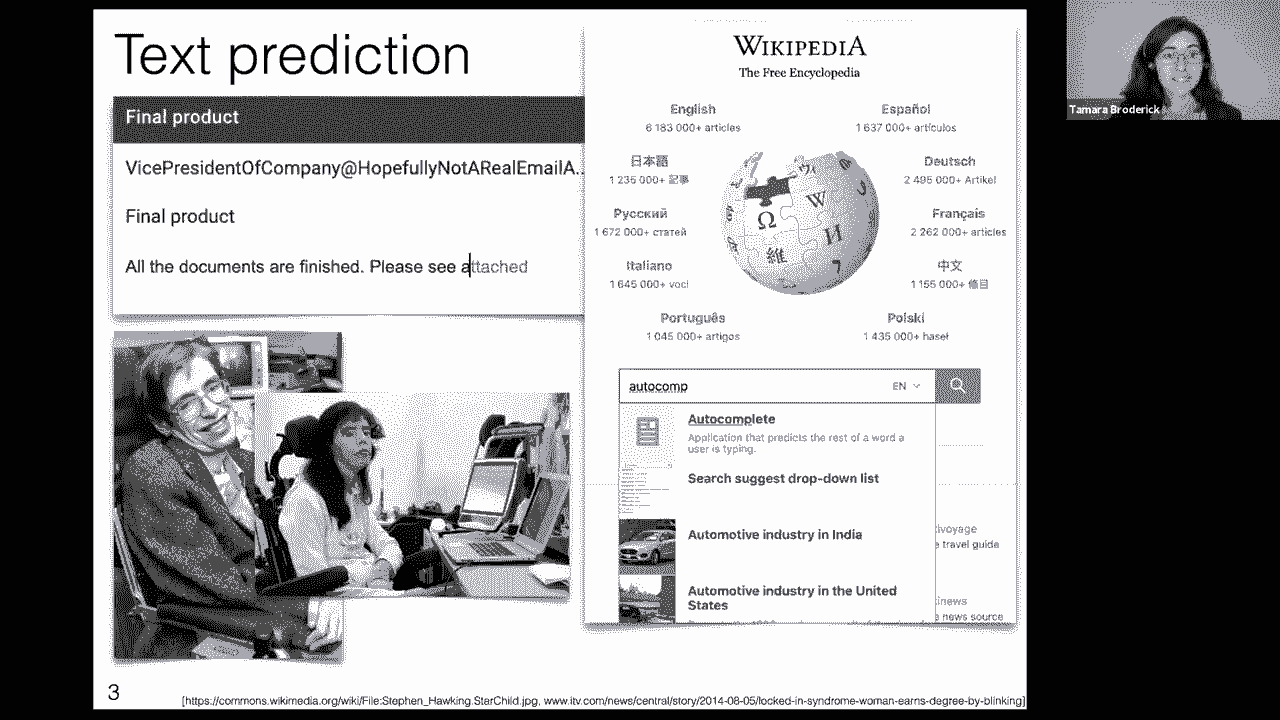 Text prediction
Final product
VicePresidentOfCompany@HopefullyNotARealEmailA...
Final product
All the documents are finished. Please see attached
WIKIPEDIA
The Free Encyclopedia
English
6 183 000+ articles
Español
1 637 000+ artículos
日本語
1 235 000+ 記事
Deutsch
2 495 000+ Artikel
Русский
1 672 000+ статей
Français
2 262 000+ articles
Italiano
1 645 000+ voci
中文
1 155 000+ 條目
Português
1 045 000+ artigos
Polski
1 435 000+ haseł
Ω
W
И
維
autocomp
EN
Autocomplete
Application that predicts the rest of a word a
user is typing.
Search suggest drop-down list
Automotive industry in India
Automotive industry in the United
States
ivoyage
e travel guide
inews
e news source
3
[https://commons.wikimedia.org/wiki/File:Stephen_Hawking.StarChild.jpg, www.itv.com/news/central/story/2014-08-05/locked-in-syndrome-woman-earns-degree-by-blinking]
Tamara Broderick